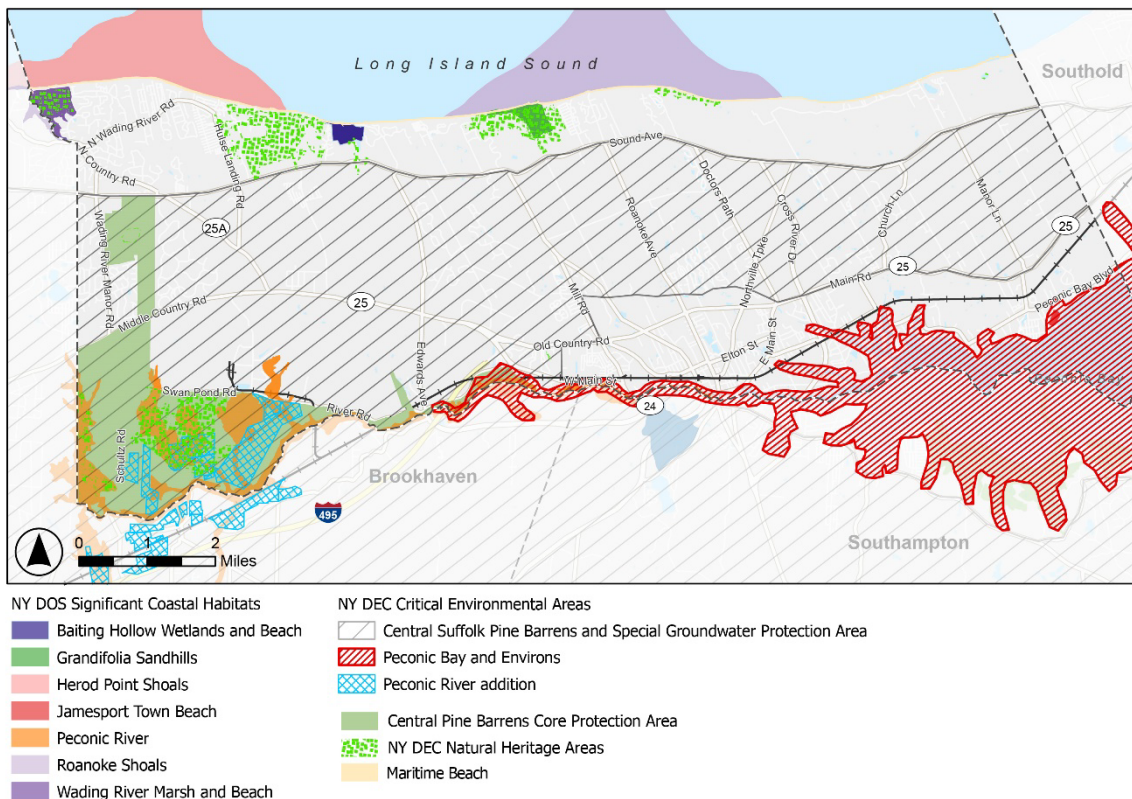 Long Island Sound
Southold
N Wading River Rd
N Country Rd
Hulse Landing Rd
Sound Ave
Doctors Path
Cross River Dr
Church Ln
Manor Ln
Wading River Manor Rd
25A
Roanoke Ave
Northville Tpke
25
25
Main Rd
Peconic Bay Blvd
Middle Country Rd
25
Mill Rd
Edwards Ave
Old Country Rd
Elton St
E Main St
Swan Pond Rd
River Rd
W Main St
24
Peconic Bay
Schultz Rd
Brookhaven
495
Southampton
0 1 2
Miles
NY DOS Significant Coastal Habitats
Baiting Hollow Wetlands and Beach
Grandifolia Sandhills
Herod Point Shoals
Jamesport Town Beach
Peconic River
Roanoke Shoals
Wading River Marsh and Beach
NY DEC Critical Environmental Areas
Central Suffolk Pine Barrens and Special Groundwater Protection Area
Peconic Bay and Environs
Peconic River addition
Central Pine Barrens Core Protection Area
NY DEC Natural Heritage Areas
Maritime Beach